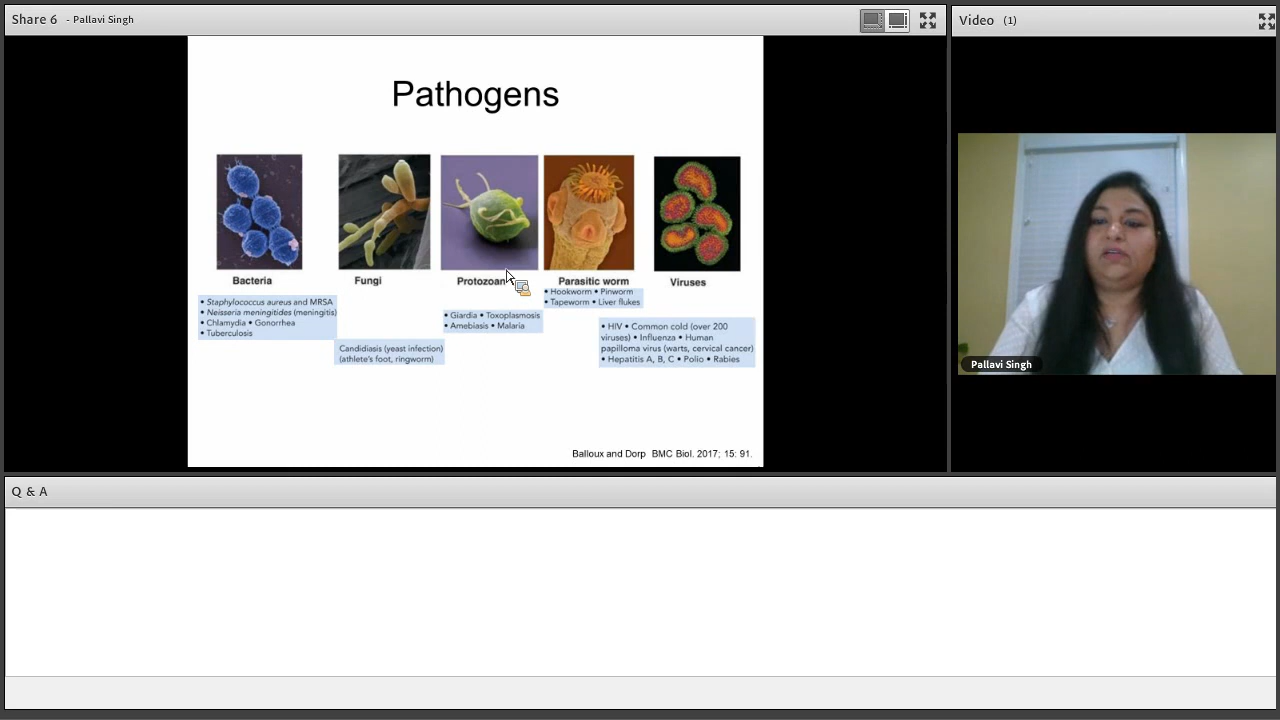 Share 6 - Pallavi Singh
Video (1)
Pathogens
Bacteria
Fungi
Protozoan
Parasitic worm
Viruses
• Staphylococcus aureus and MRSA
• Neisseria meningitides (meningitis)
• Chlamydia • Gonorrhea
• Tuberculosis
Candidiasis (yeast infection)
(athlete's foot, ringworm)
• Giardia • Toxoplasmosis
• Amebiasis • Malaria
• Hookworm • Pinworm
• Tapeworm • Liver flukes
• HIV • Common cold (over 200
viruses) • Influenza • Human
papilloma virus (warts, cervical cancer)
• Hepatitis A, B, C • Polio • Rabies
Balloux and Dorp BMC Biol. 2017; 15: 91.
Pallavi Singh
Q & A